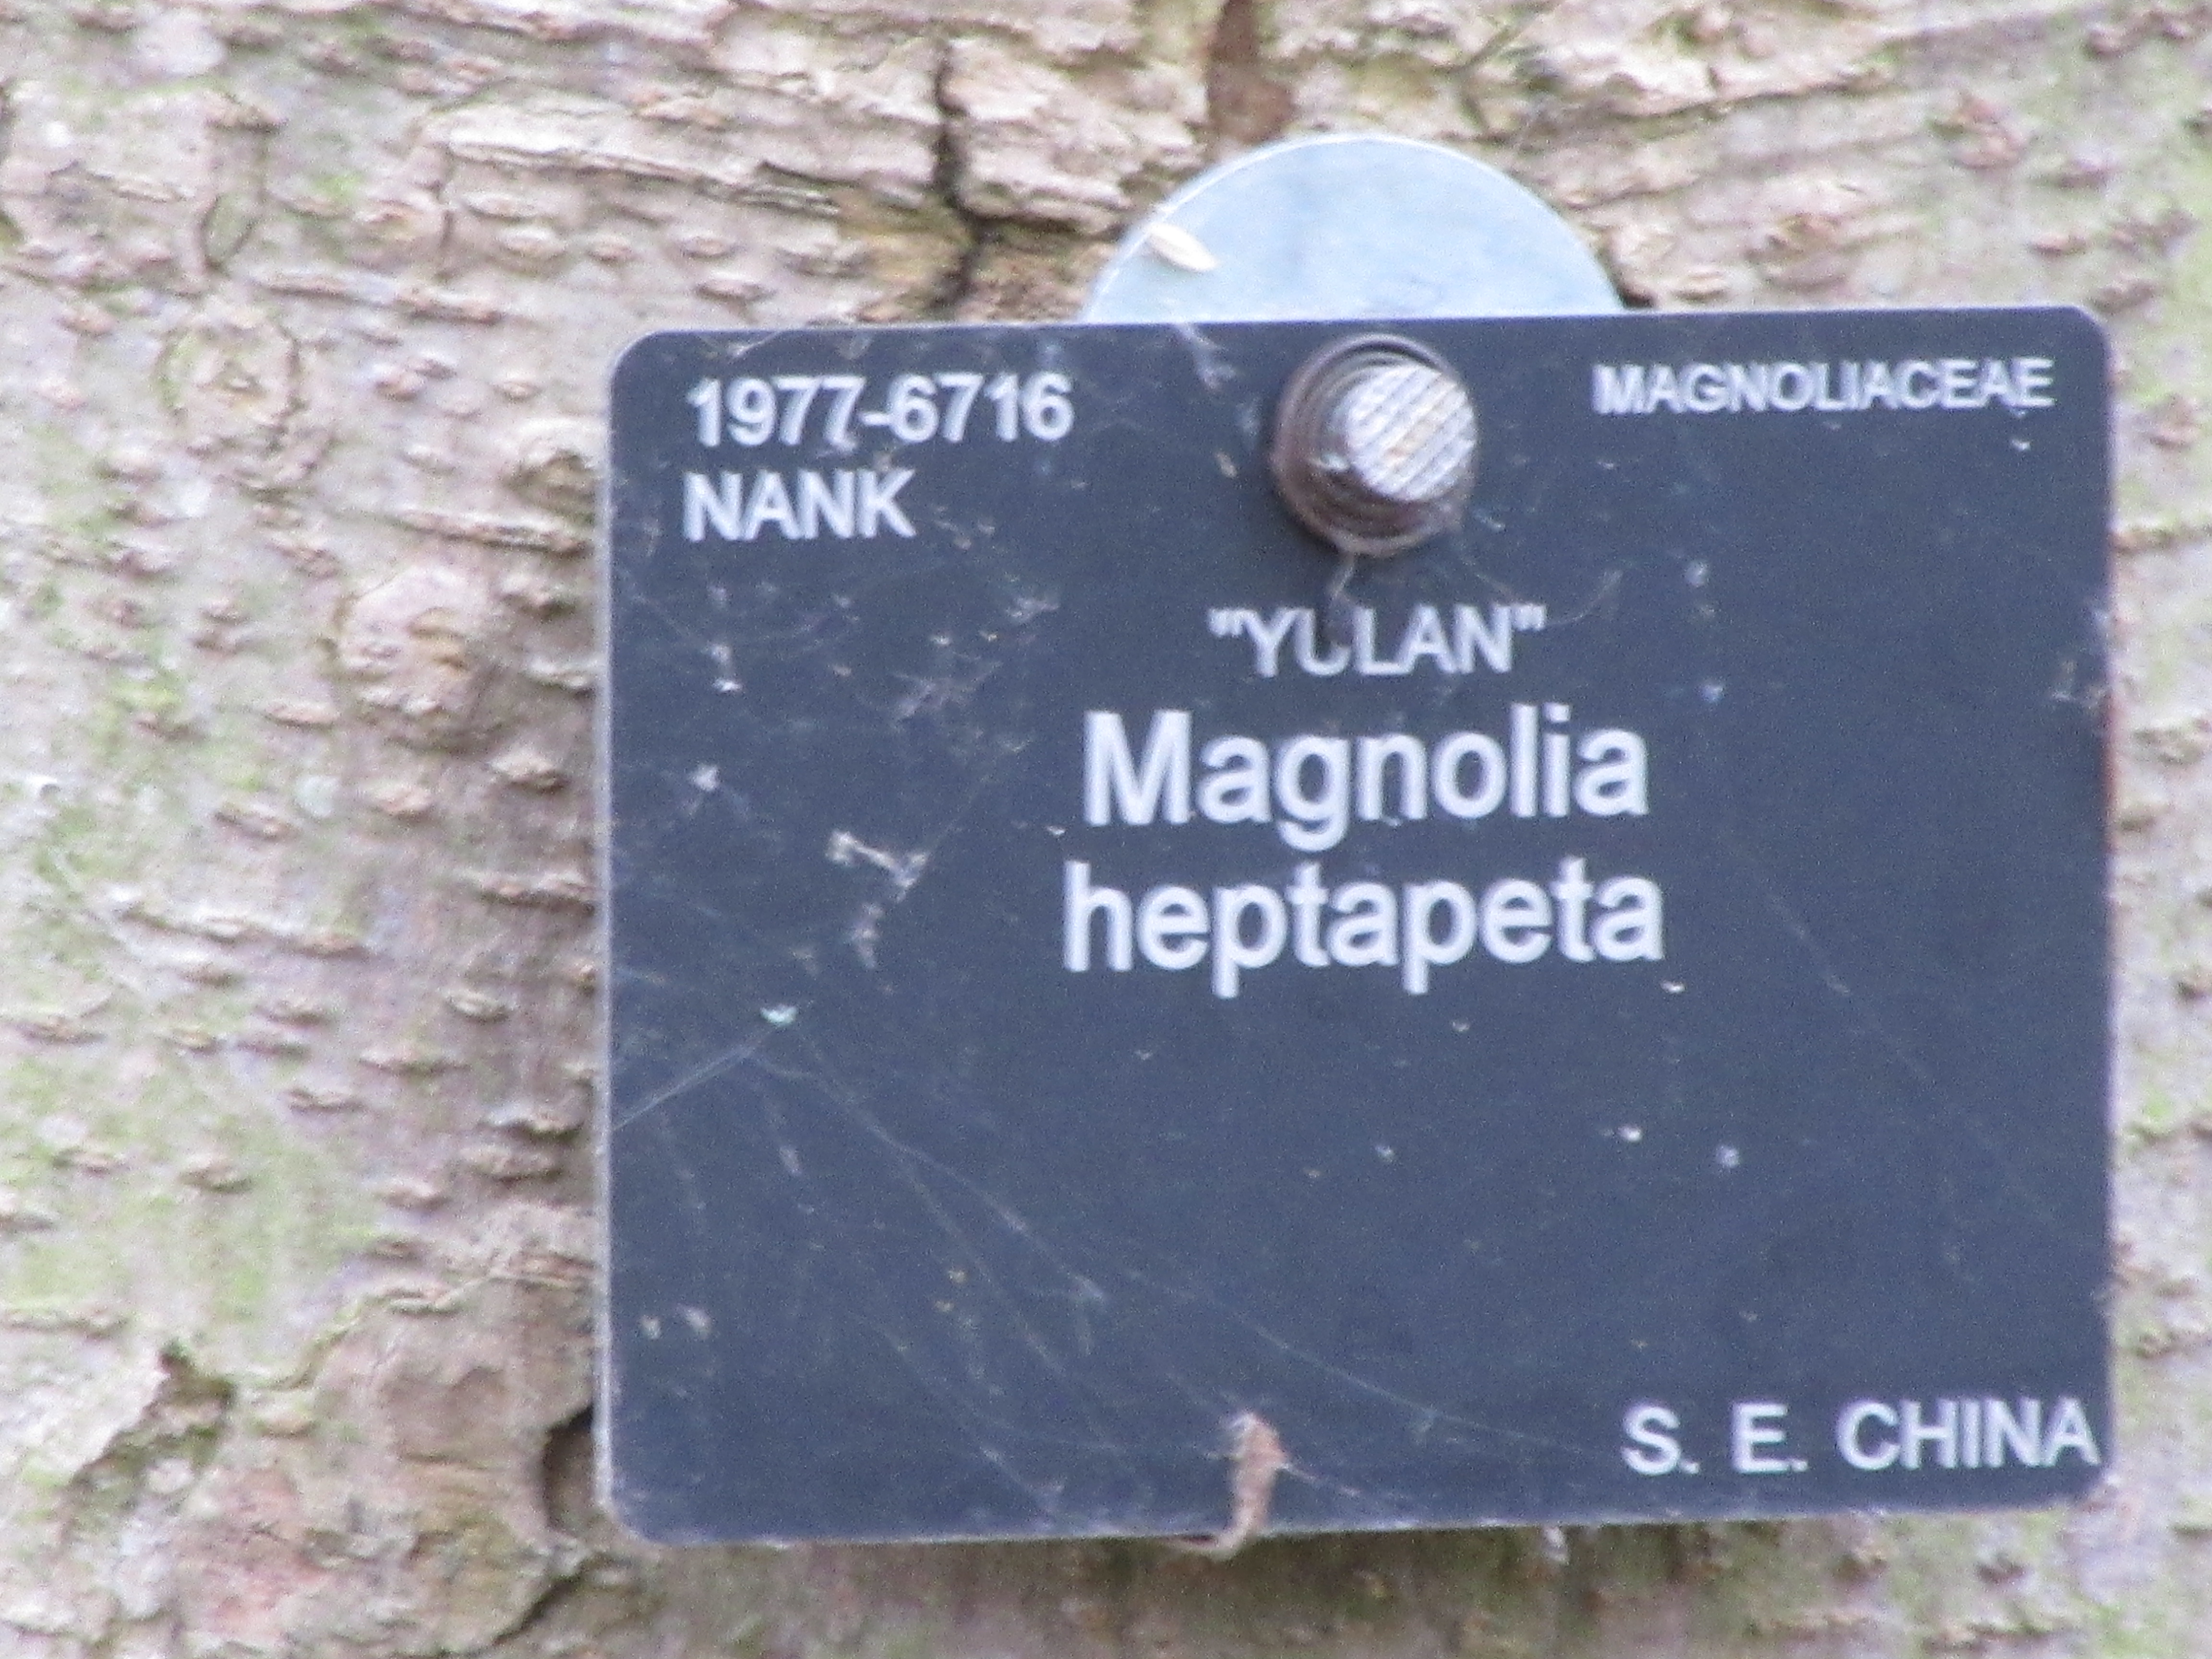 1977-6716
MAGNOLIACEAE
NANK
"YULAN"
Magnolia
heptapeta
S. E. CHINA